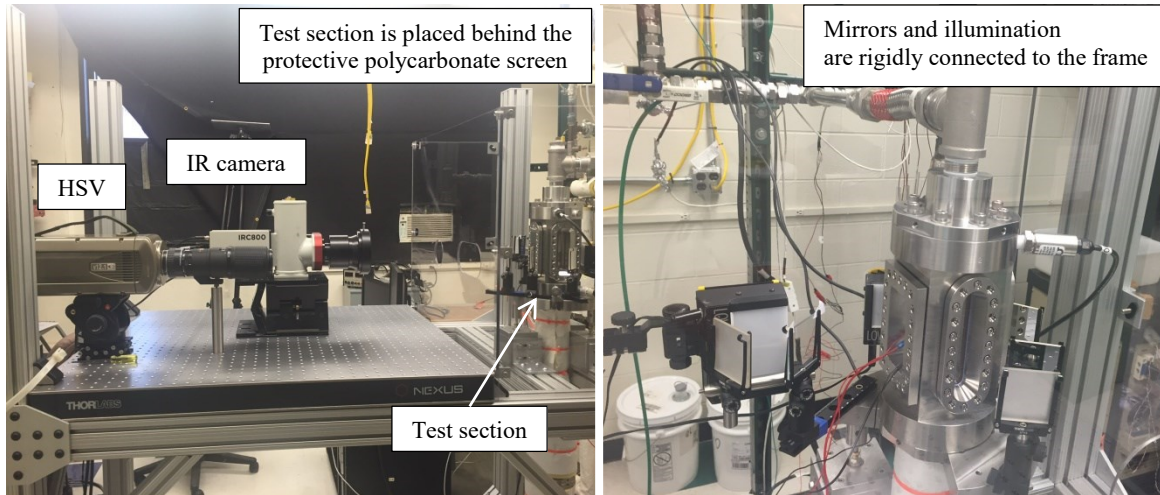 Test section is placed behind the
protective polycarbonate screen
IR camera
HSV
IRC800
THORLABS
NEXUS
Test section
Mirrors and illumination
are rigidly connected to the frame